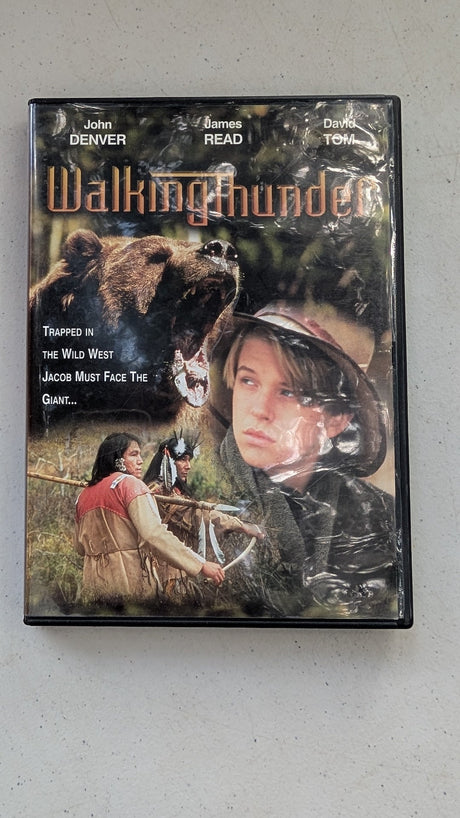 John James David
DENVER READ TOM
Walking Thunder
TRAPPED IN
THE WILD WEST
JACOB MUST FACE THE
GIANT...